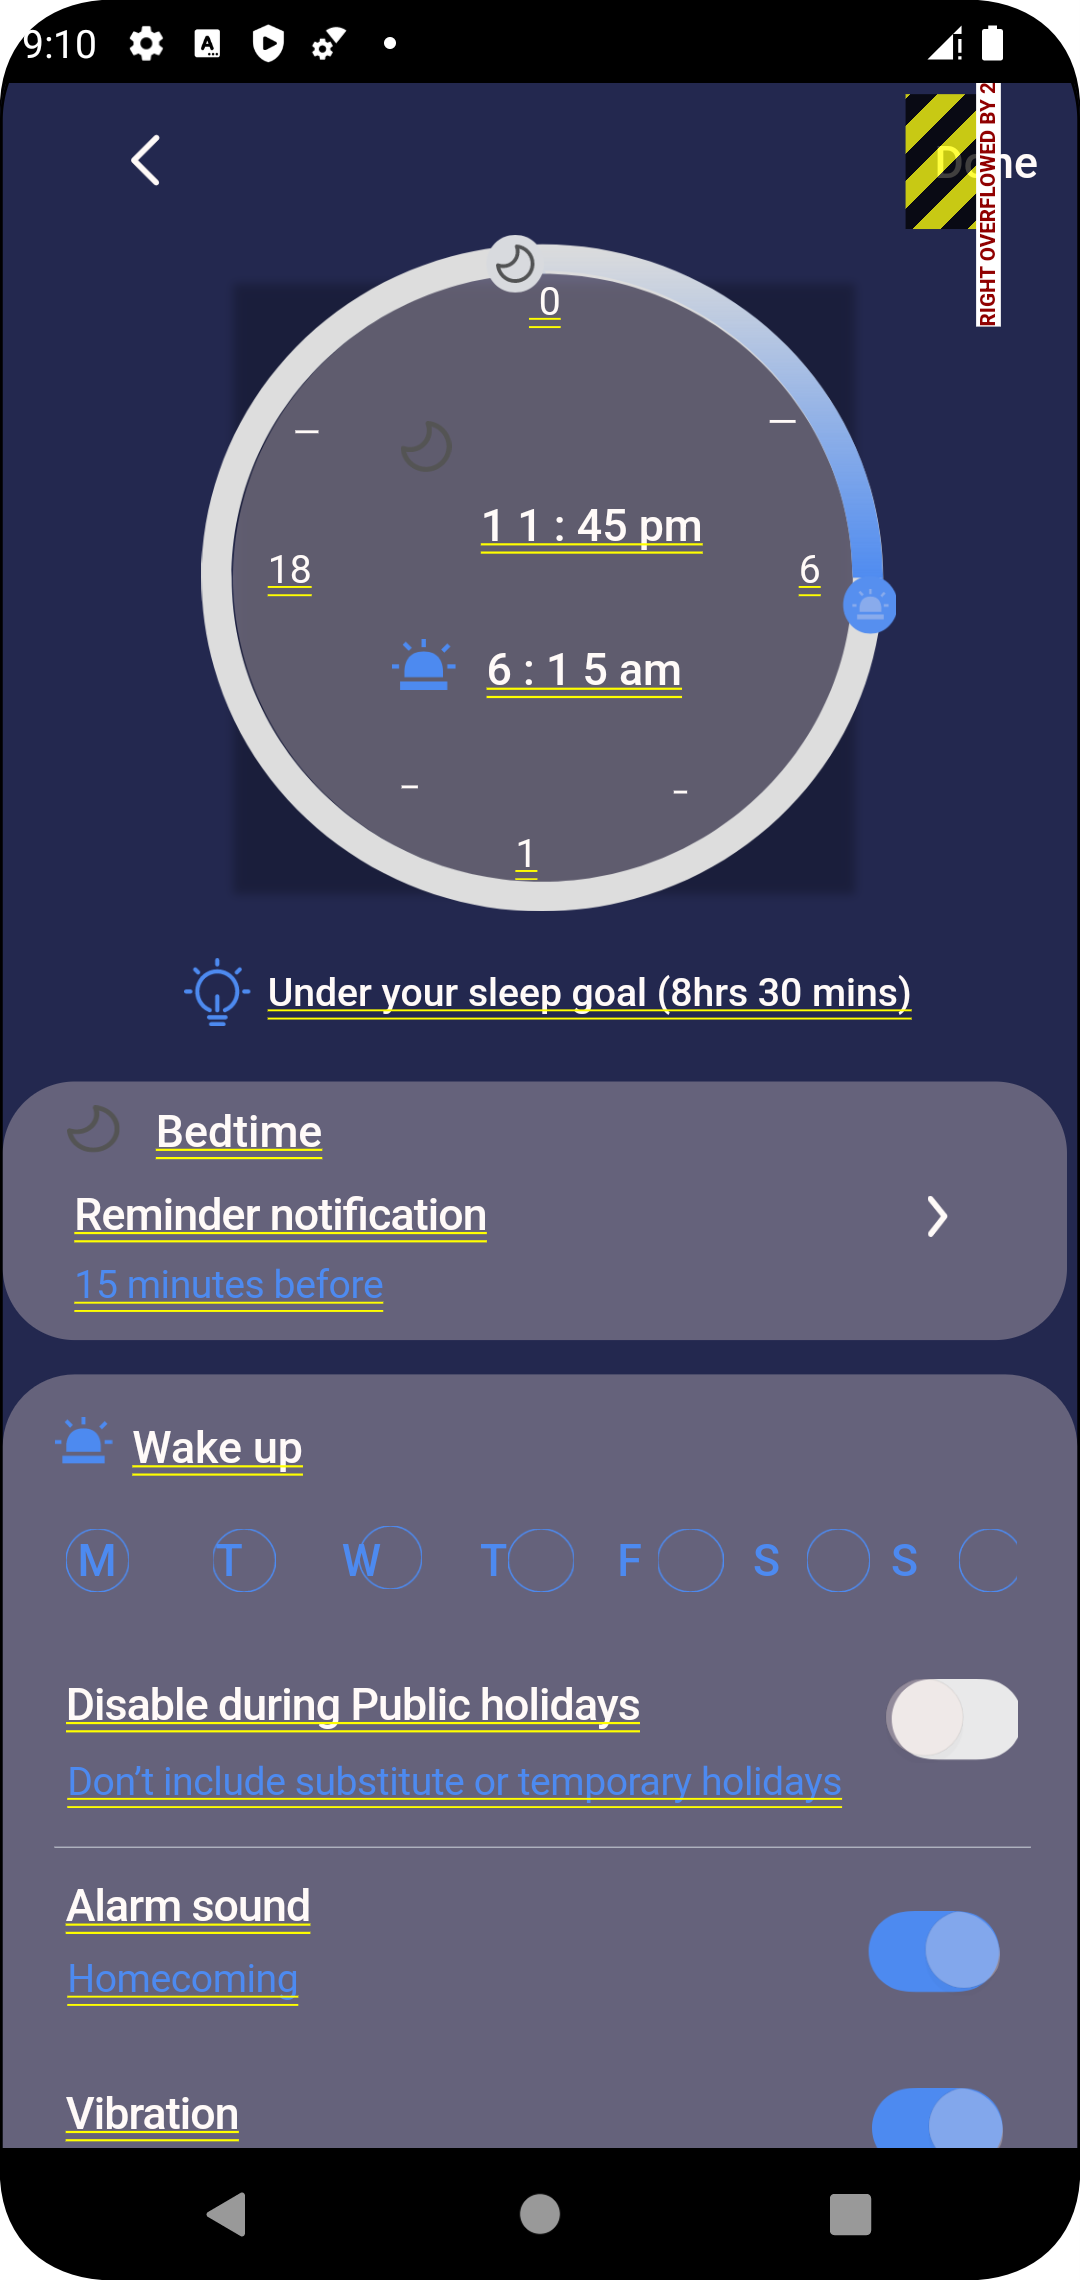 9:10
Done
RIGHT OVERFLOWED BY 2
0
1 1 : 45 pm
18
6
6 : 1 5 am
1
Under your sleep goal (8hrs 30 mins)
Bedtime
Reminder notification
15 minutes before
Wake up
M T W T F S S
Disable during Public holidays
Don’t include substitute or temporary holidays
Alarm sound
Homecoming
Vibration